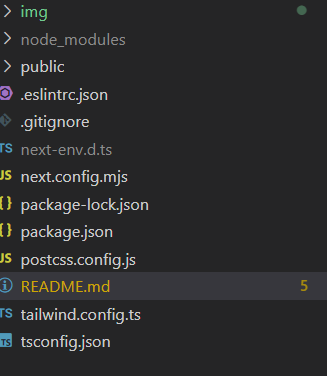 img
node_modules
public
.eslintrc.json
.gitignore
TS next-env.d.ts
JS next.config.mjs
{} package-lock.json
{} package.json
JS postcss.config.js
README.md 5
TS tailwind.config.ts
TS tsconfig.json